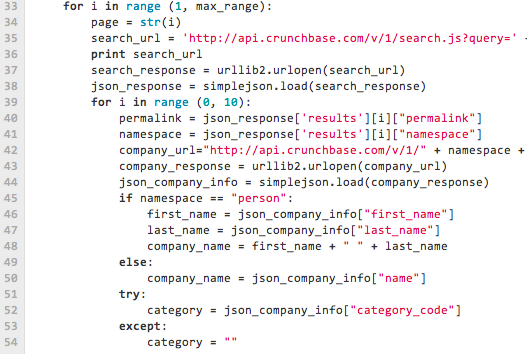 33 for i in range (1, max_range):
34 page = str(i)
35 search_url = 'http://api.crunchbase.com/v/1/search.js?query=' -
36 print search_url
37 search_response = urllib2.urlopen(search_url)
38 json_response = simplejson.load(search_response)
39 for i in range (0, 10):
40 permalink = json_response['results'][i]["permalink"]
41 namespace = json_response['results'][i]["namespace"]
42 company_url="http://api.crunchbase.com/v/1/" + namespace +
43 company_response = urllib2.urlopen(company_url)
44 json_company_info = simplejson.load(company_response)
45 if namespace == "person":
46 first_name = json_company_info["first_name"]
47 last_name = json_company_info["last_name"]
48 company_name = first_name + " " + last_name
49 else:
50 company_name = json_company_info["name"]
51 try:
52 category = json_company_info["category_code"]
53 except:
54 category = ""